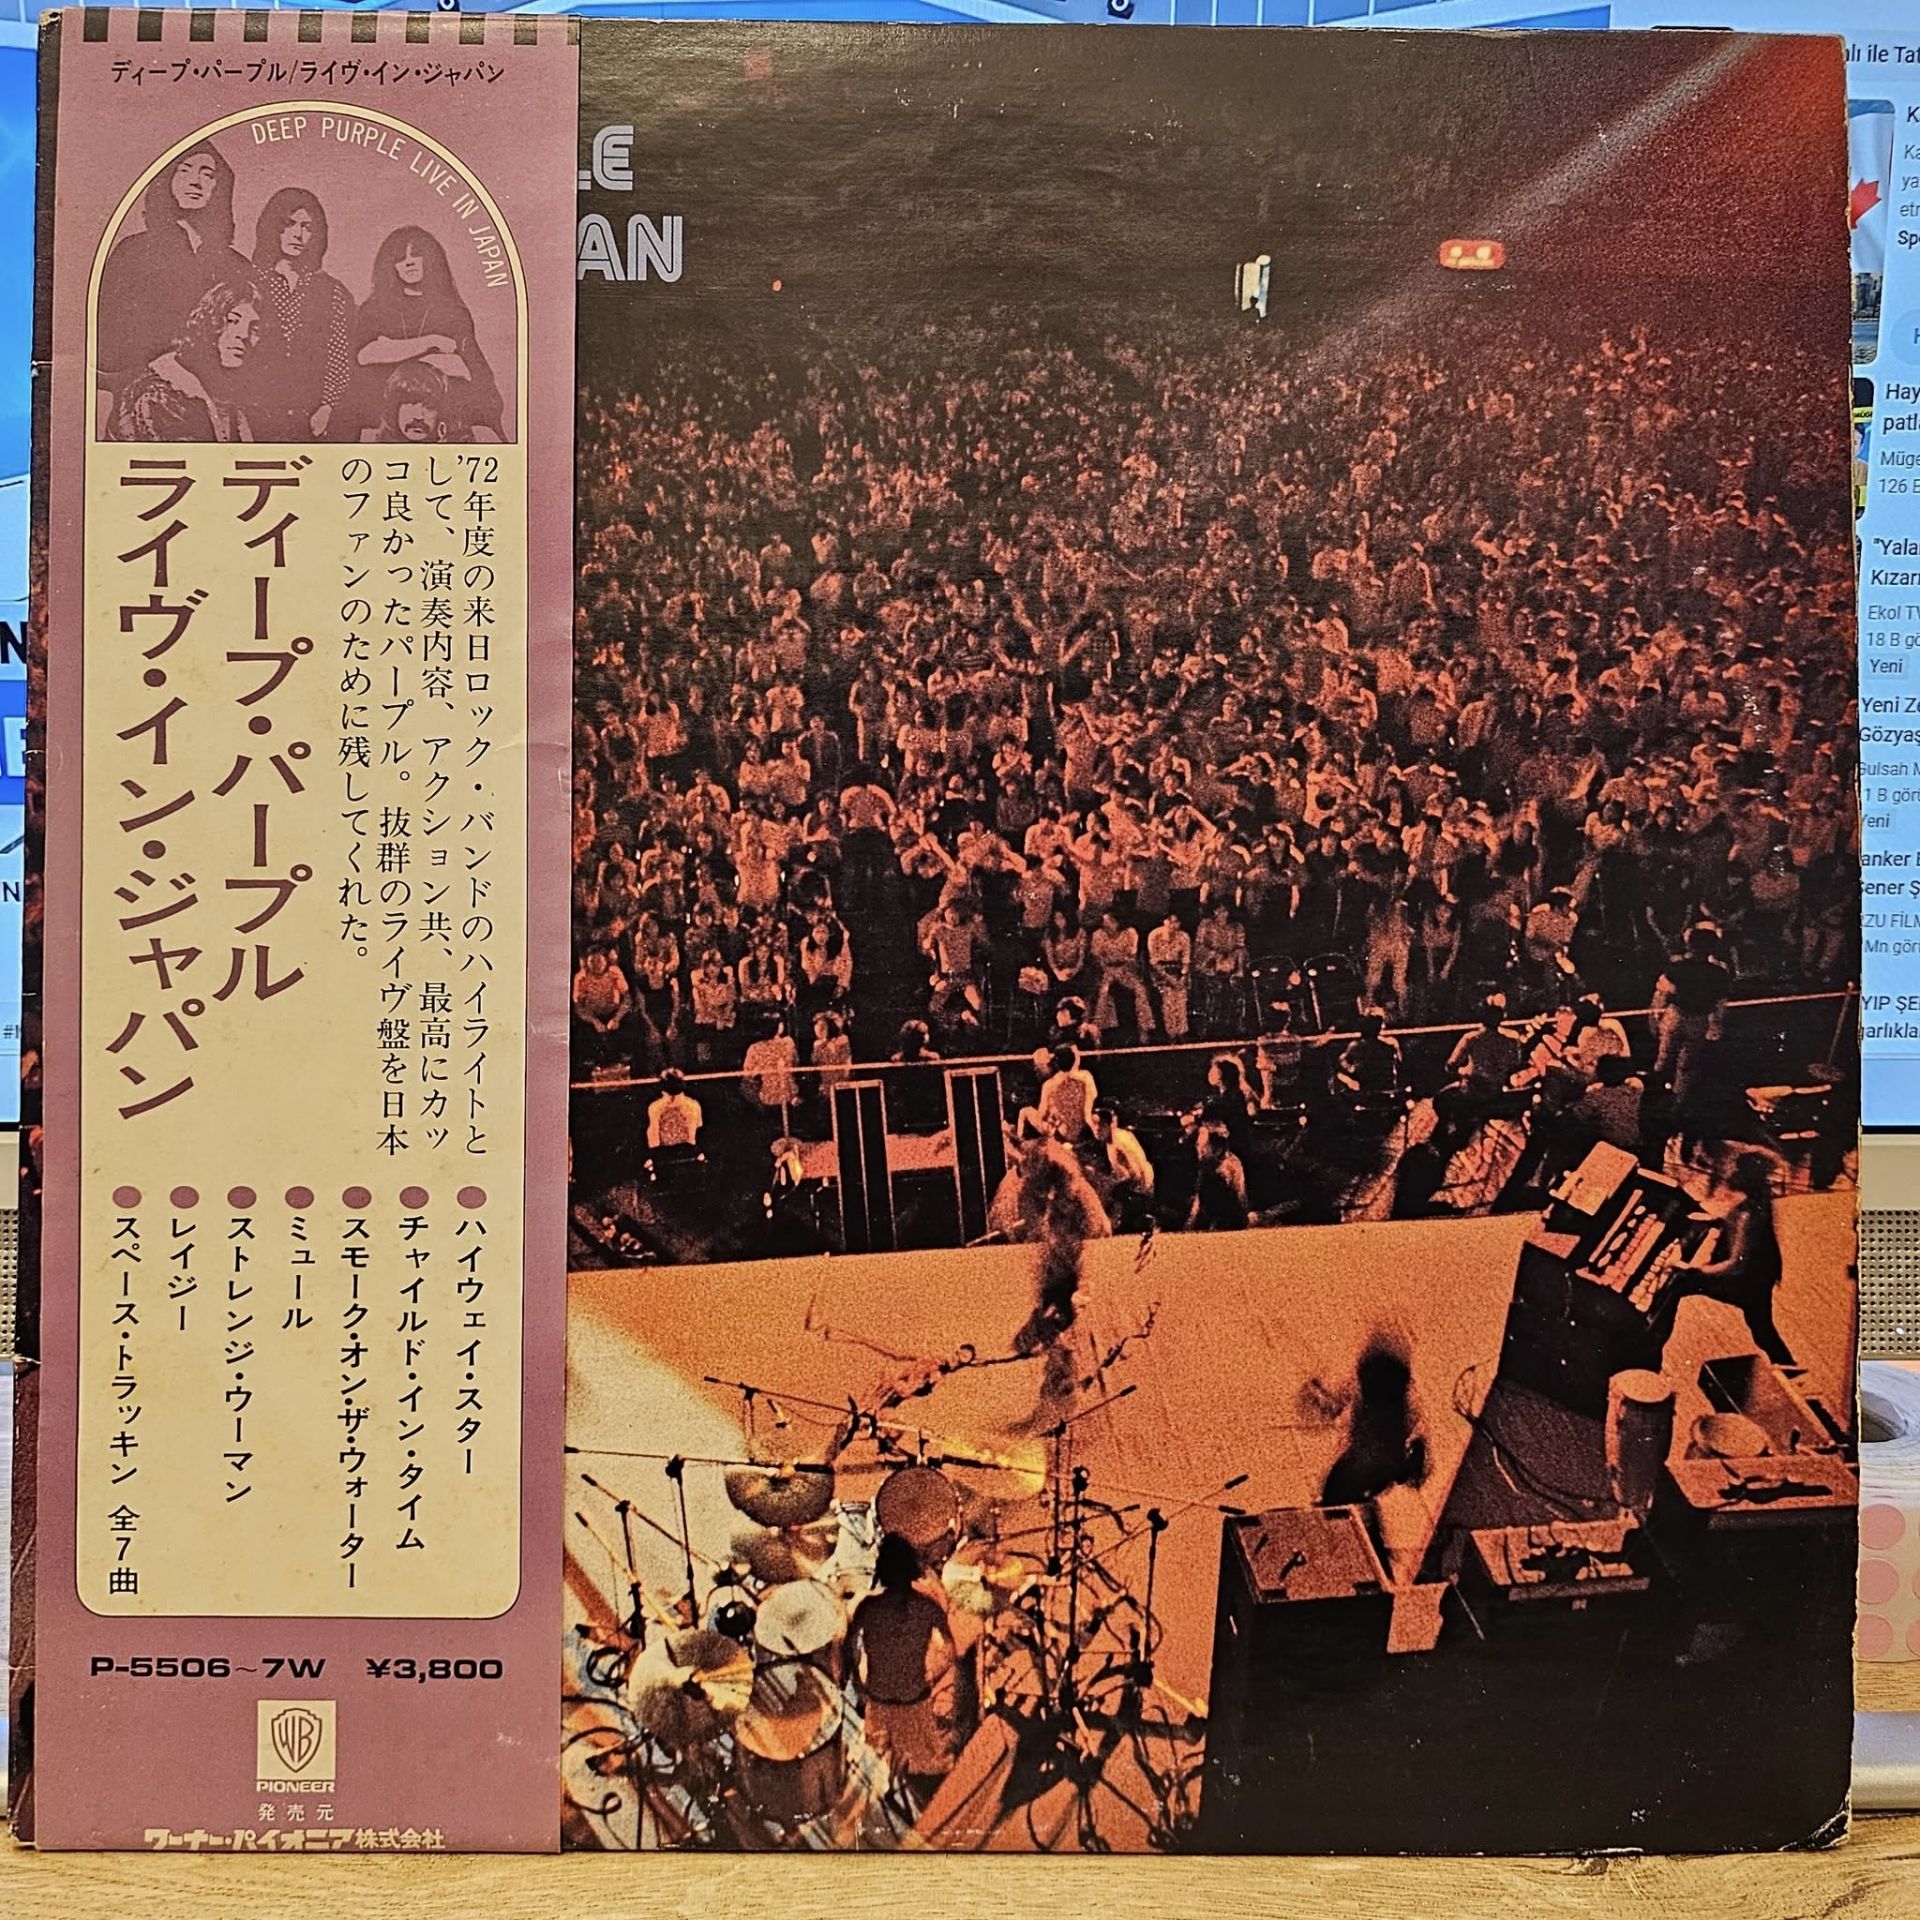 ディープ・パープル/ライヴ・イン・ジャパン
DEEP PURPLE LIVE IN JAPAN
'72年度の来日ロック・バンドのハイライトと
して、演奏内容、アクション共、最高にカッ
コ良かったパープル。抜群のライヴ盤を日本
のファンのために残してくれた。
ディープ・パープル
ライヴ・イン・ジャパン
●ハイウェイ・スター
●チャイルド・イン・タイム
●スモーク・オン・ザ・ウォーター
●ミュール
●ストレンジ・ウーマン
●レイジー
●スペース・トラッキン 全7曲
P-5506~7W ¥3,800
WB
PIONEER
発売元
ワーナー・パイオニア株式会社
LE
AN
ile
Yeni
Yeni
126
18 B